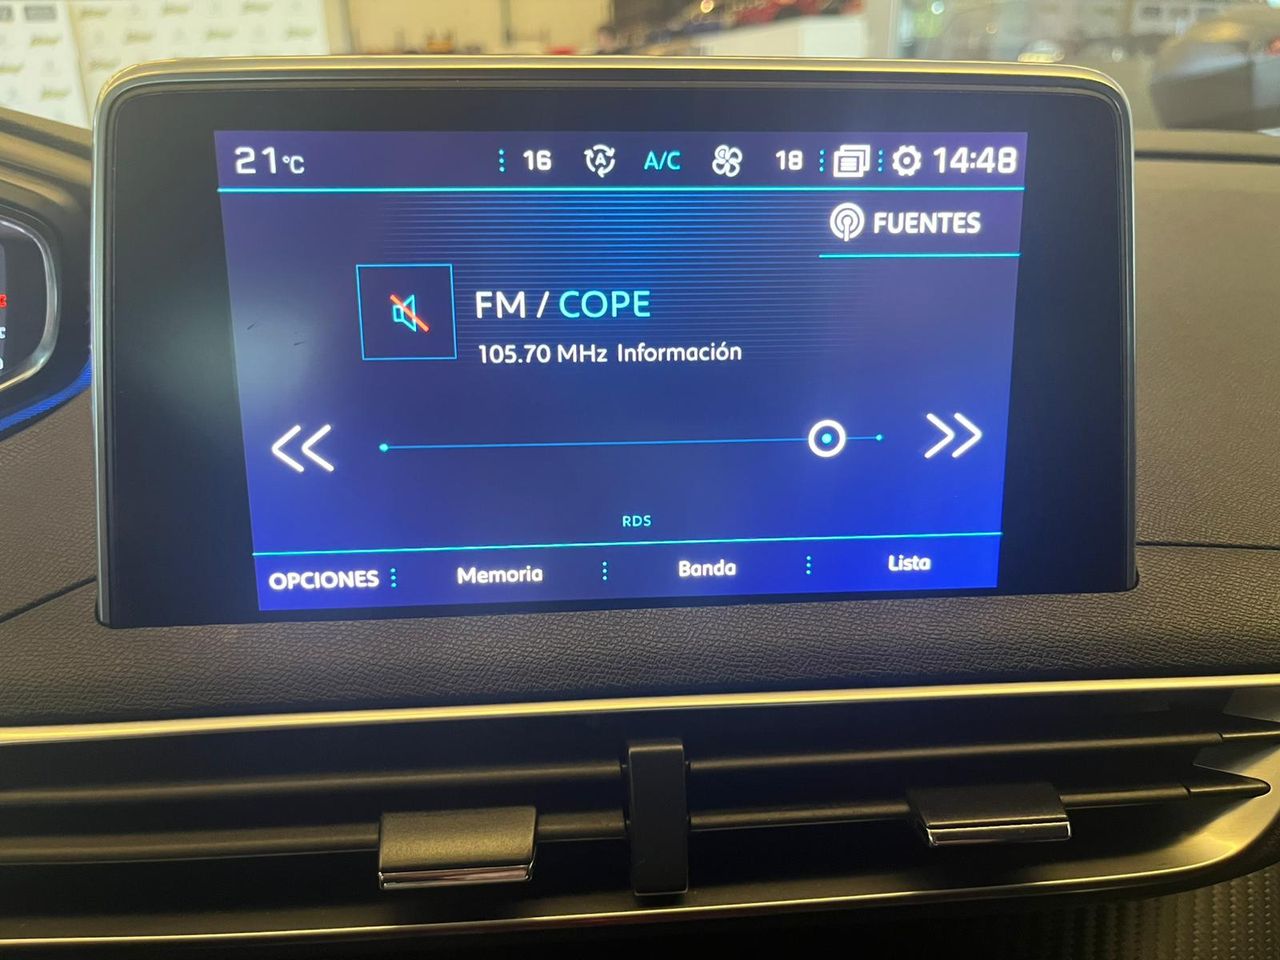 21°C 16 A/C 18 14:48
FUENTES
FM / COPE
105.70 MHz Información
RDS
OPCIONES Memoria Banda Lista